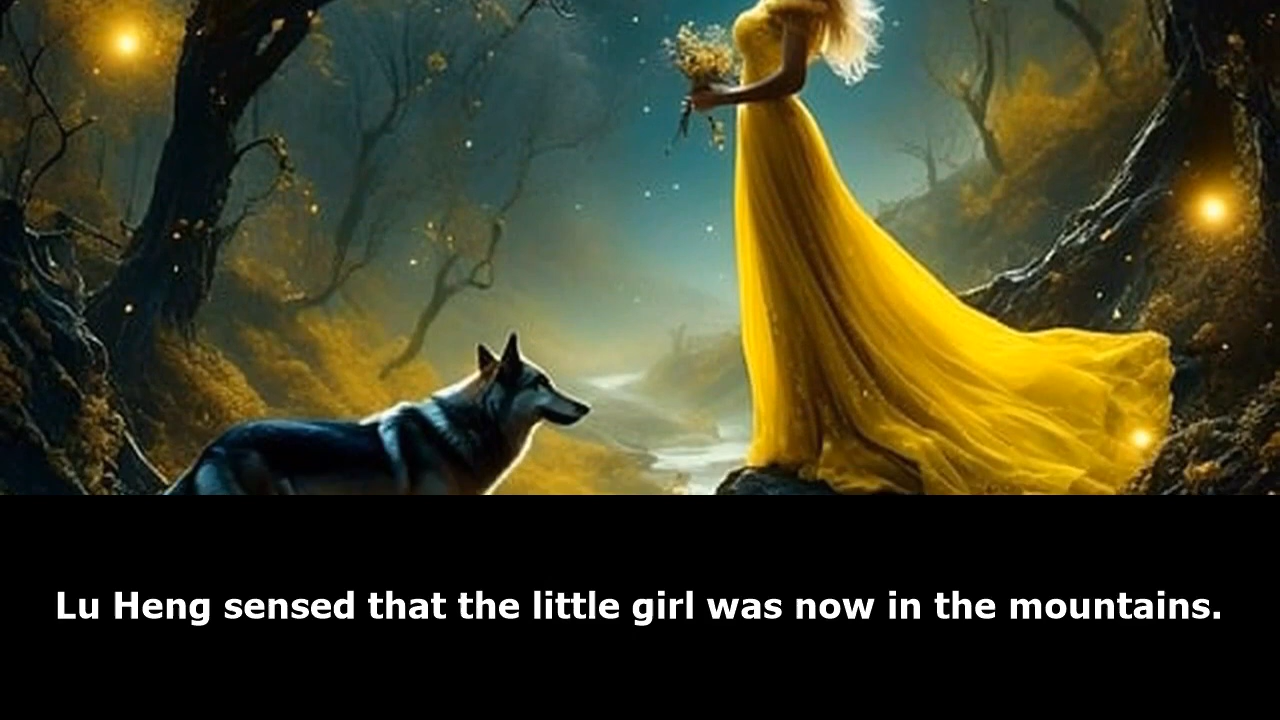 Lu Heng sensed that the little girl was now in the mountains.